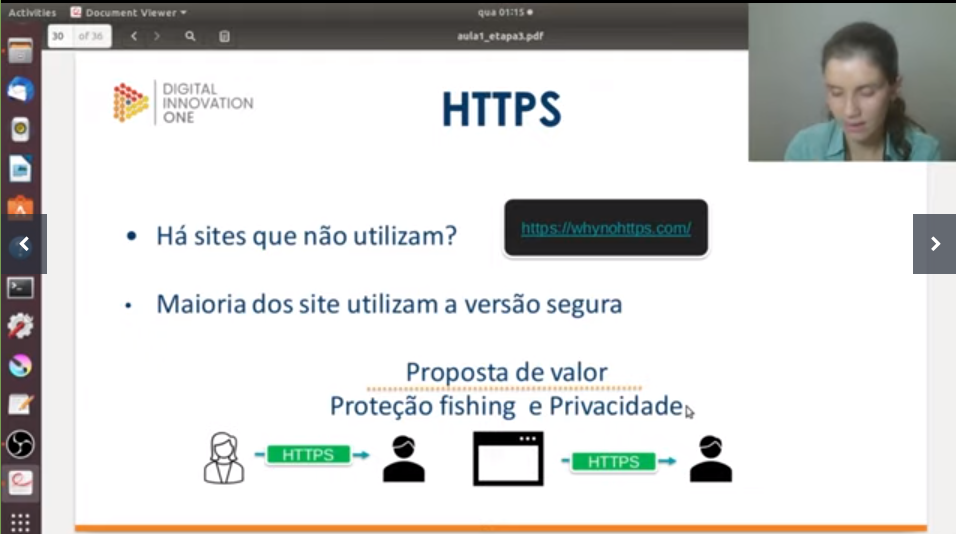 Activities Document Viewer qua 01:15
30 of 36 aula1_etapa3.pdf
DIGITAL
INNOVATION
ONE
HTTPS
• Há sites que não utilizam? https://whynohttps.com/
• Maioria dos site utilizam a versão segura
Proposta de valor
Proteção fishing e Privacidade
HTTPS HTTPS